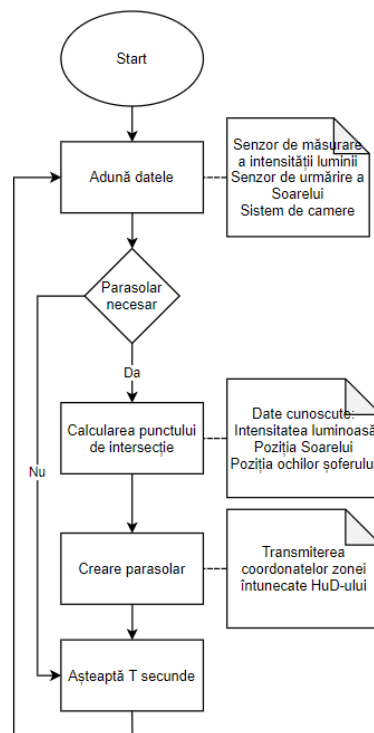 Start
Adună datele
Senzor de măsurare
a intensității luminii
Senzor de urmărire a
Soarelui
Sistem de camere
Parasolar
necesar
Da
Calcularea punctului
de intersecție
Date cunoscute:
Intensitatea luminoasă
Poziția Soarelui
Poziția ochilor șoferului
Nu
Creare parasolar
Transmiterea
coordonatelor zonei
întunecate HuD-ului
Așteaptă T secunde